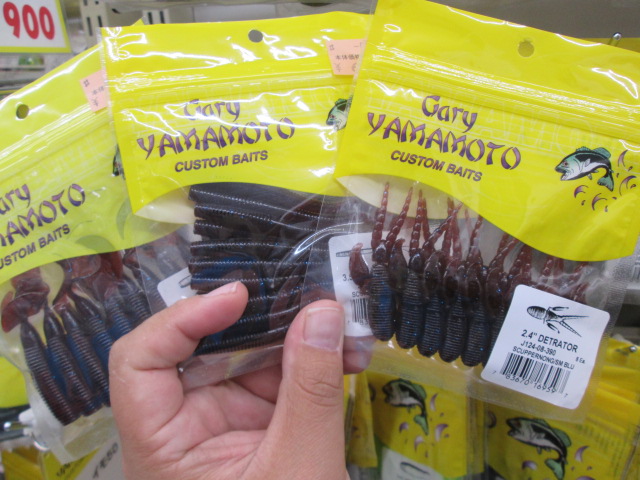 900
Gary
YAMAMOTO
CUSTOM BAITS
Gary
YAMAMOTO
CUSTOM BAITS
Gary
YAMAMOTO
CUSTOM BAITS
2.4" DETRATOR
J124-08-390
SCUPPERNONG/SM BLU